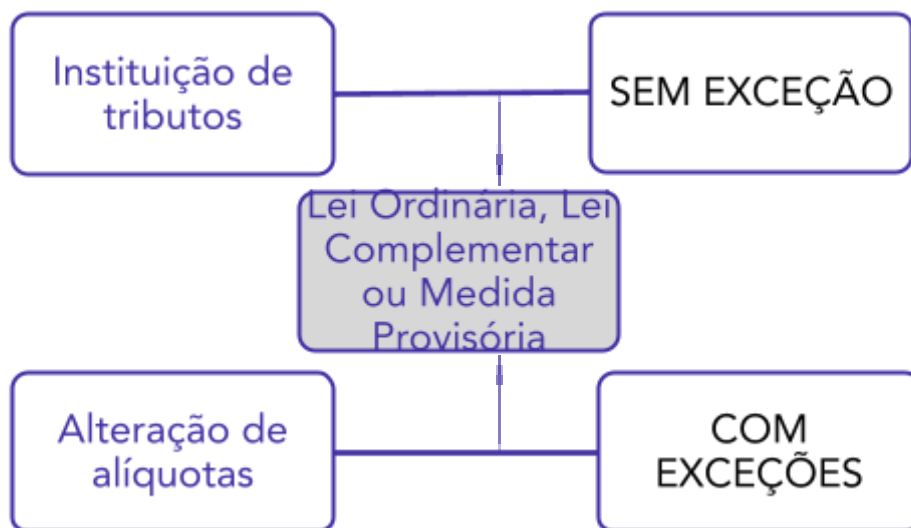 Instituição de
tributos
SEM EXCEÇÃO
Lei Ordinária, Lei
Complementar
ou Medida
Provisória
Alteração de
alíquotas
COM
EXCEÇÕES